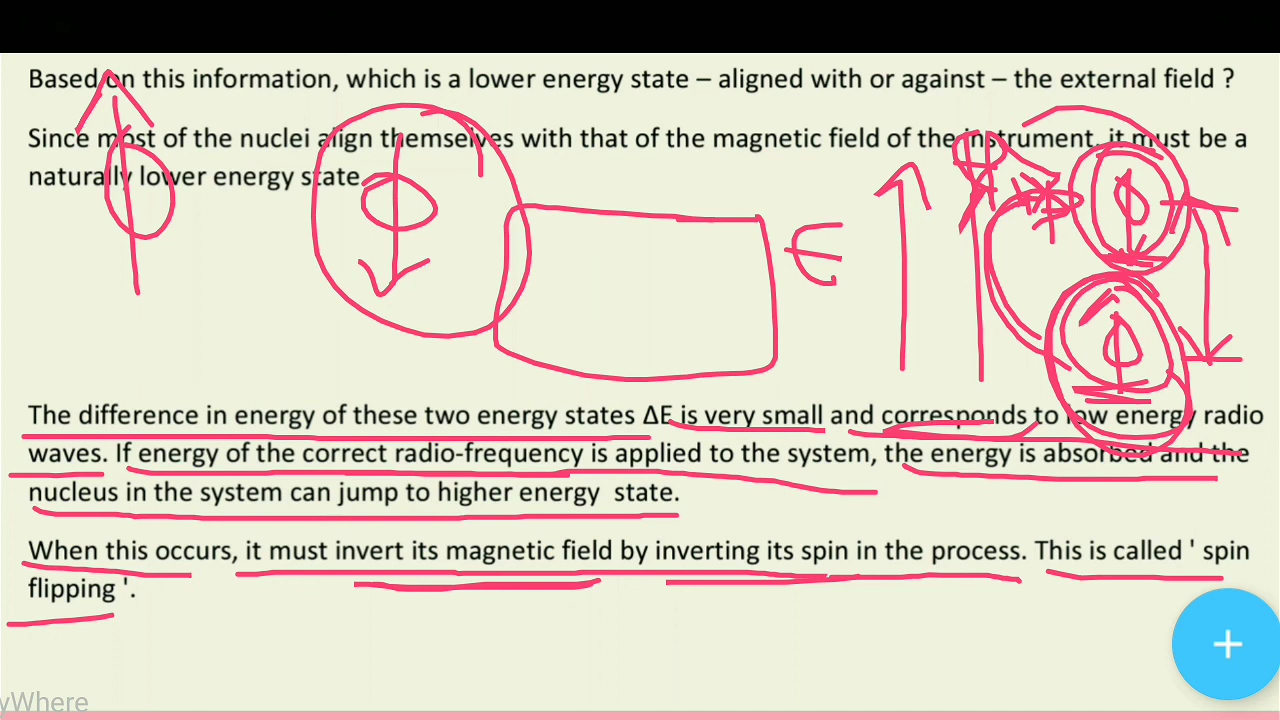 Based on this information, which is a lower energy state – aligned with or against – the external field ?
Since most of the nuclei align themselves with that of the magnetic field of the instrument, it must be a
naturally lower energy state.
The difference in energy of these two energy states ΔE is very small and corresponds to low energy radio
waves. If energy of the correct radio-frequency is applied to the system, the energy is absorbed and the
nucleus in the system can jump to higher energy state.
When this occurs, it must invert its magnetic field by inverting its spin in the process. This is called ' spin
flipping '.
yWhere